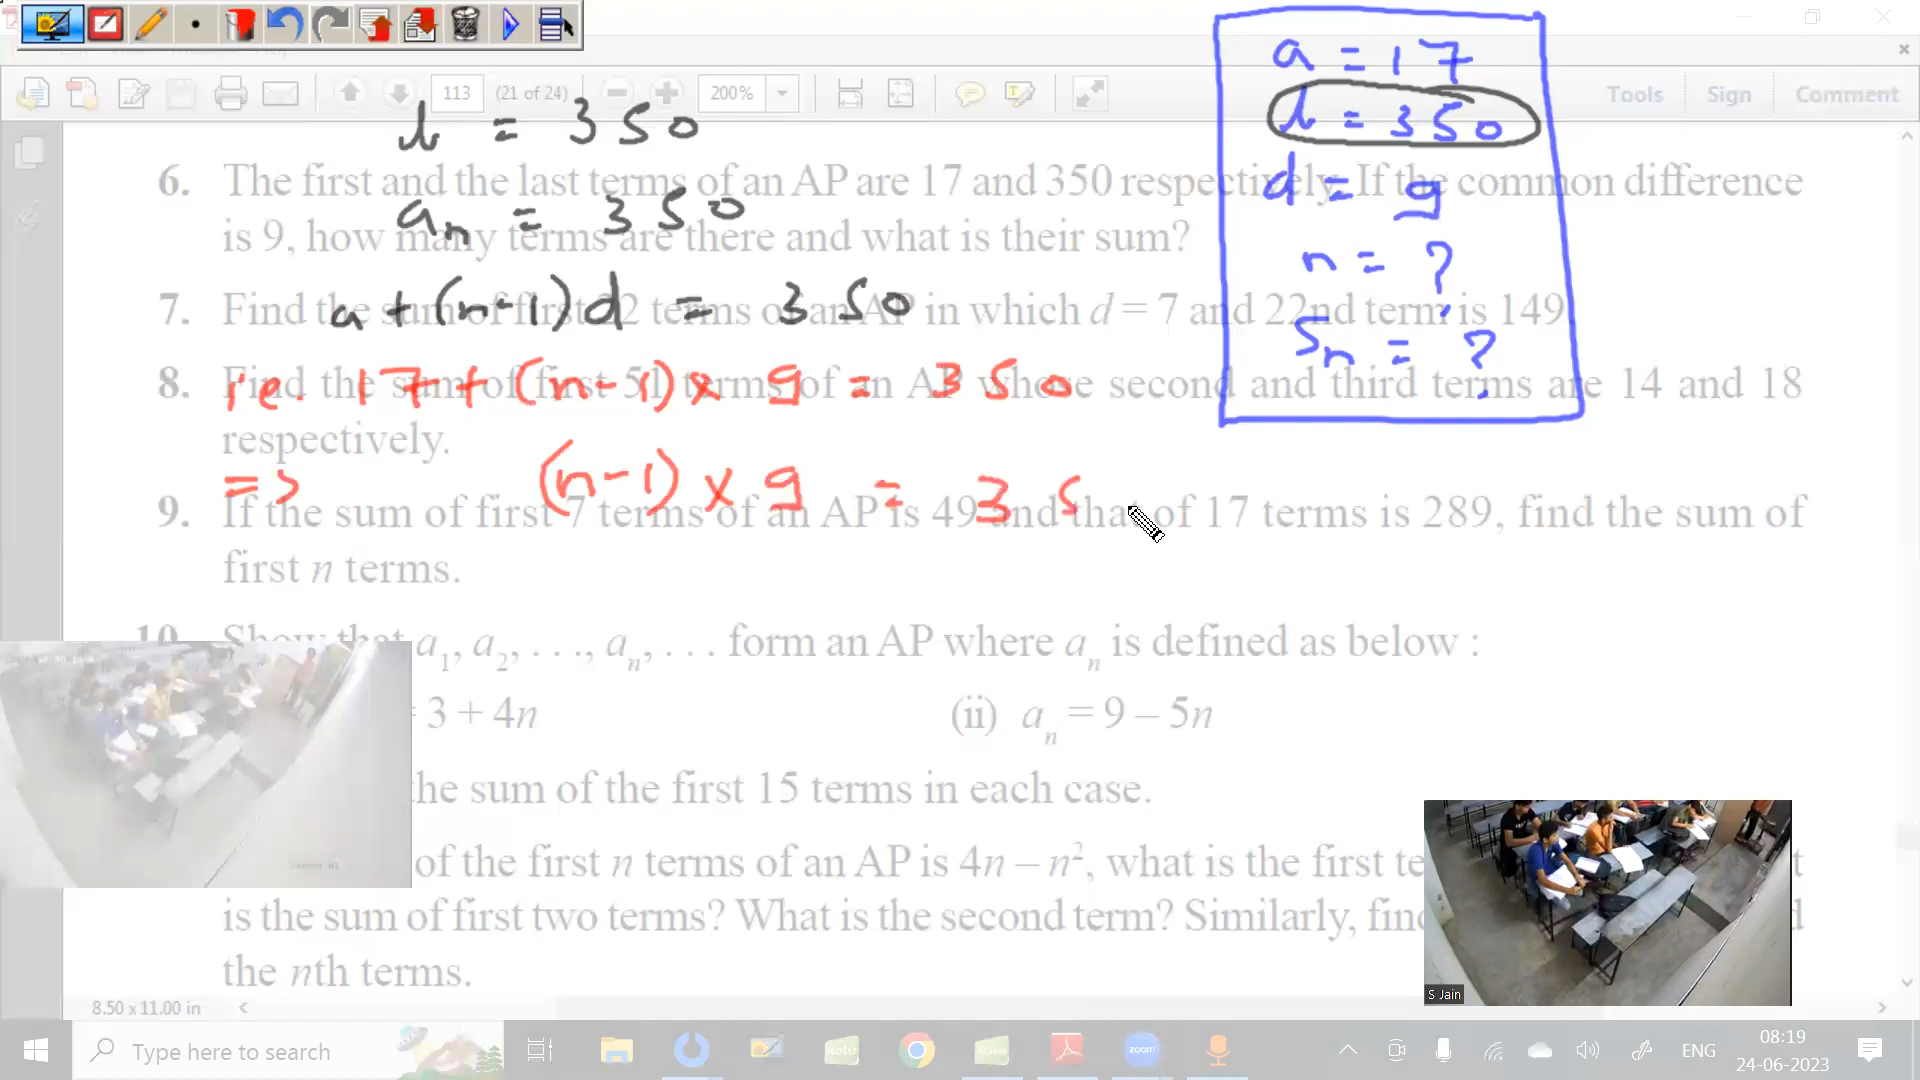 113 (21 of 24) 200% Tools Sign Comment
a = 17
l = 350
d = 9
n = ?
Sn = ?
l = 350
an = 350
a + (n-1) d = 350
i.e. 17 + (n-1) x 9 = 350
=> (n-1) x 9 = 35
6. The first and the last terms of an AP are 17 and 350 respectively. If the common difference
is 9, how many terms are there and what is their sum?
7. Find the sum of first 22 terms of an AP in which d = 7 and 22nd term is 149
8. Find the sum of first 51 terms of an AP whose second and third terms are 14 and 18
respectively.
9. If the sum of first 7 terms of an AP is 49 and that of 17 terms is 289, find the sum of
first n terms.
10. Show that a1, a2, . . ., an, . . . form an AP where an is defined as below :
= 3 + 4n (ii) an = 9 – 5n
the sum of the first 15 terms in each case.
of the first n terms of an AP is 4n – n², what is the first te t
is the sum of first two terms? What is the second term? Similarly, find d
the nth terms.
S Jain
8.50 x 11.00 in
Type here to search
zoom
ENG
08:19
24-06-2023